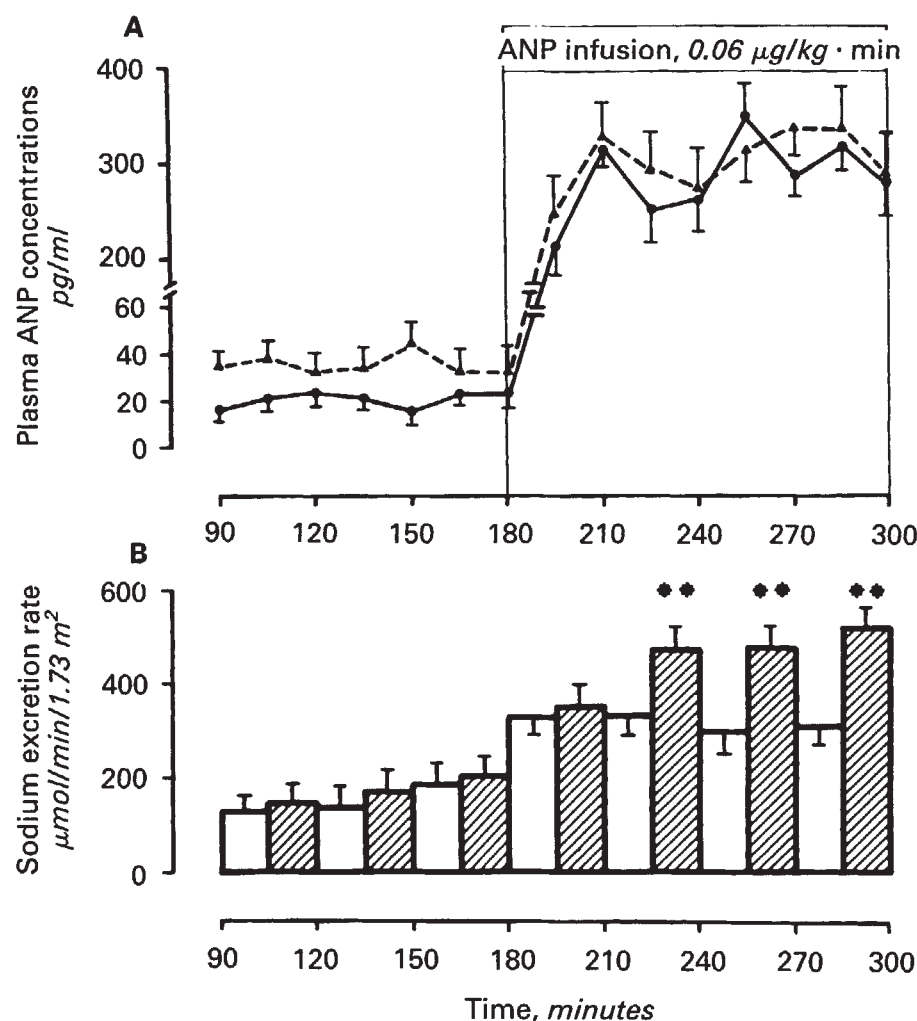 A
ANP infusion, 0.06 μg/kg · min
Plasma ANP concentrations
pg/ml
400
300
200
60
40
20
0
90 120 150 180 210 240 270 300
B
Sodium excretion rate
μmol/min/1.73 m²
600
400
200
0
** ** **
90 120 150 180 210 240 270 300
Time, minutes